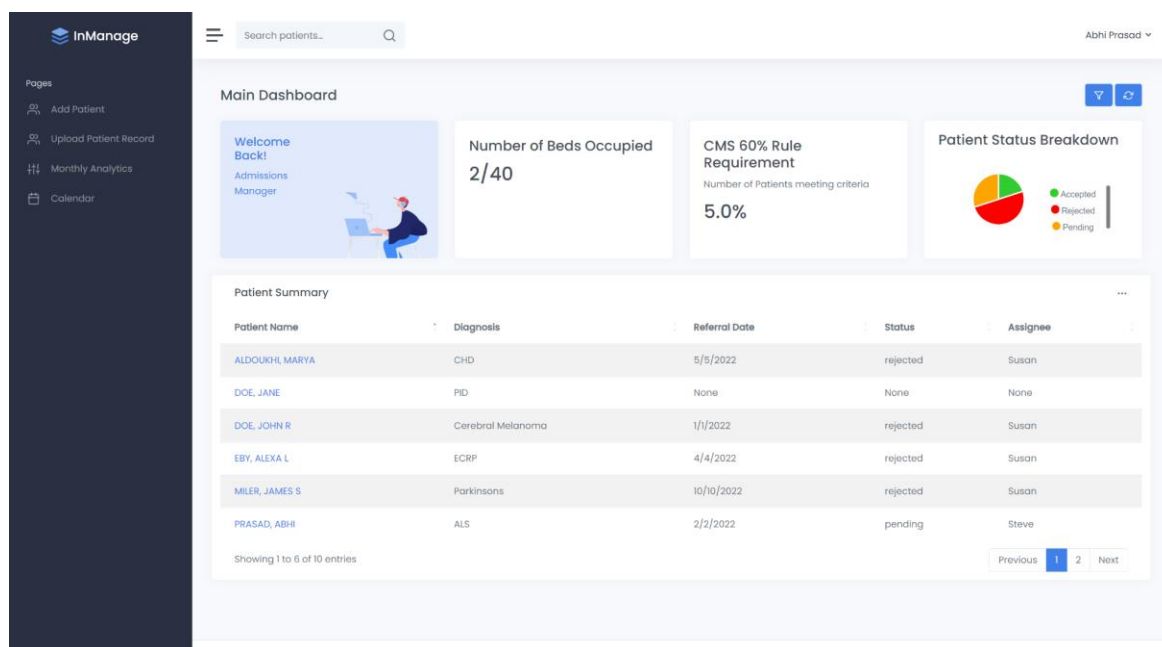 InManage
Search patients...
Abhi Prasad
Pages
Add Patient
Upload Patient Record
Monthly Analytics
Calendar
Main Dashboard
Welcome
Back!
Admissions
Manager
Number of Beds Occupied
2/40
CMS 60% Rule
Requirement
Number of Patients meeting criteria
5.0%
Patient Status Breakdown
Accepted
Rejected
Pending
Patient Summary
...
Patient Name Diagnosis Referral Date Status Assignee
ALDOUKHI, MARYA CHD 5/5/2022 rejected Susan
DOE, JANE PID None None None
DOE, JOHN R Cerebral Melanoma 1/1/2022 rejected Susan
EBY, ALEXA L ECRP 4/4/2022 rejected Susan
MILER, JAMES S Parkinsons 10/10/2022 rejected Susan
PRASAD, ABHI ALS 2/2/2022 pending Steve
Showing 1 to 6 of 10 entries
Previous 1 2 Next